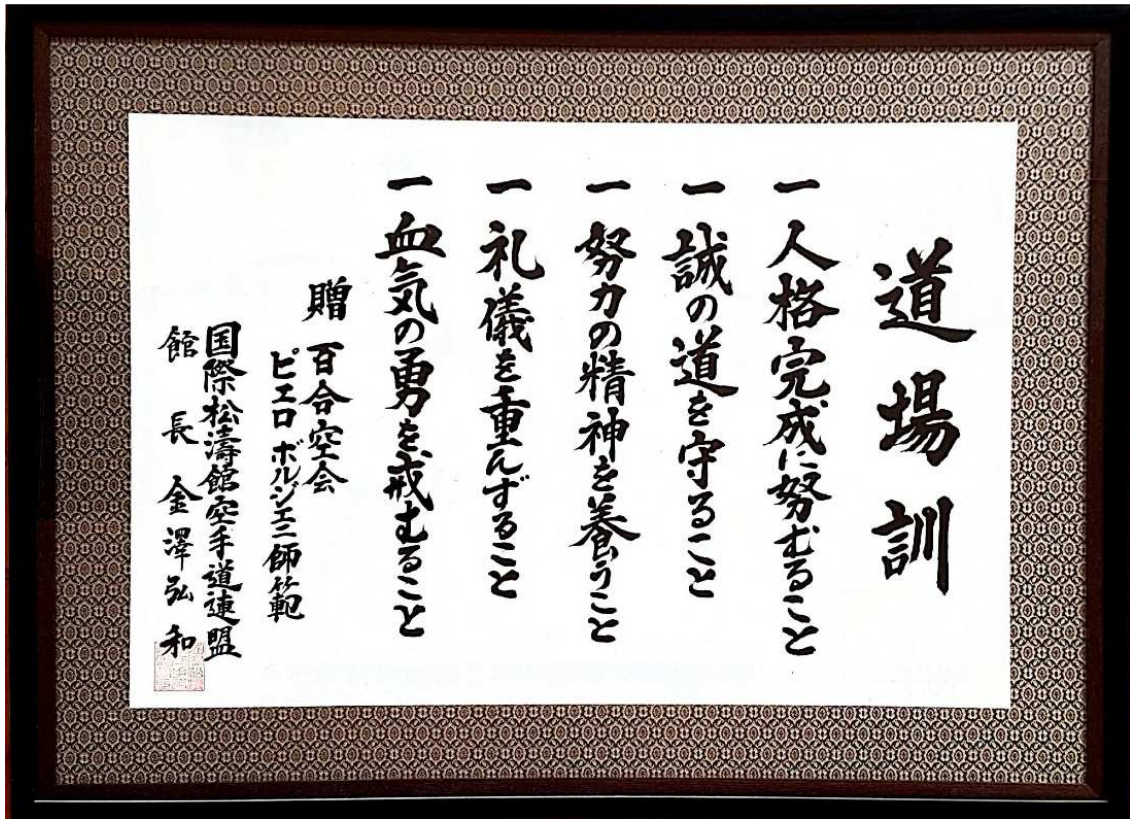 道場訓
一 人格完成に努むること
一 誠の道を守ること
一 努力の精神を養うこと
一 礼儀を重んずること
一 血気の勇を戒むること
贈 百合空会
ピエロ ボルジエニ師範
国際松濤館空手道連盟
館 長 金澤弘和